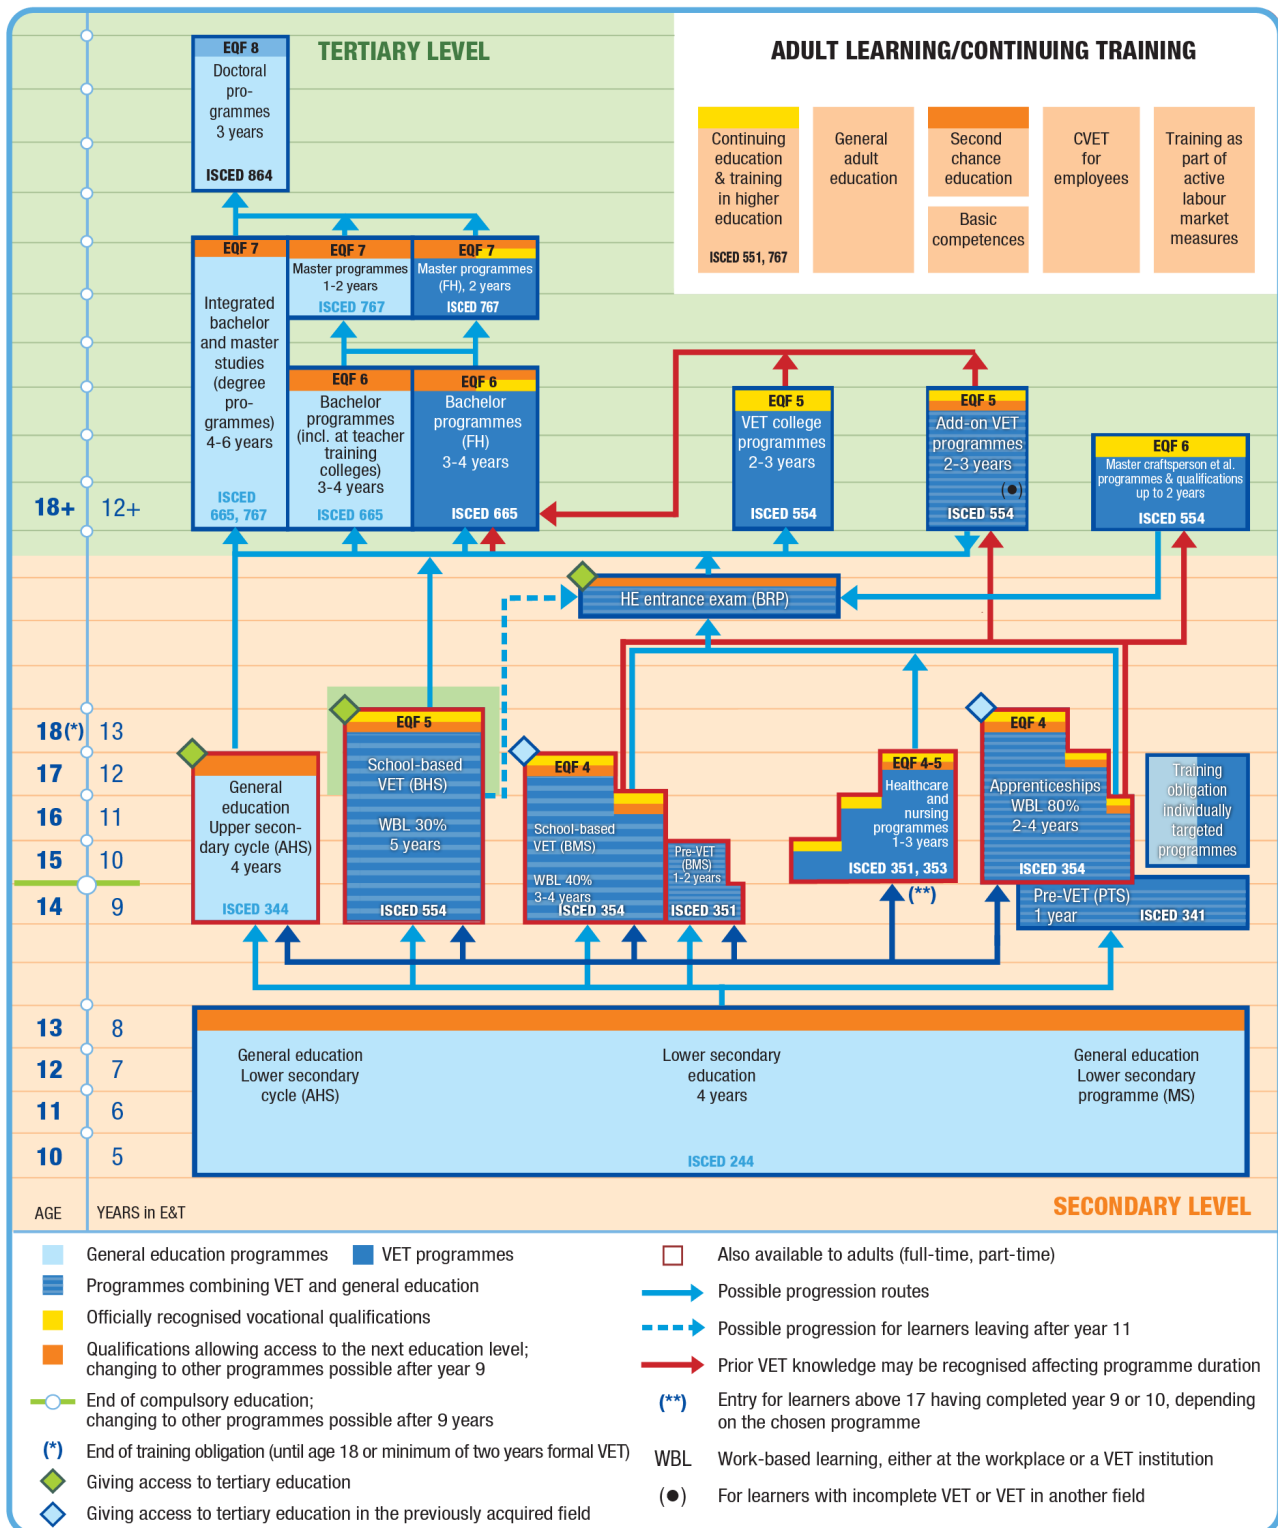 TERTIARY LEVEL
ADULT LEARNING/CONTINUING TRAINING
EQF 8
Doctoral
pro-
grammes
3 years
ISCED 864
Continuing
education
& training
in higher
education
ISCED 551, 767
General
adult
education
Second
chance
education
Basic
competences
CVET
for
employees
Training as
part of
active
labour
market
measures
EQF 7
Integrated
bachelor
and master
studies
(degree
pro-
grammes)
4-6 years
ISCED
665, 767
EQF 7
Master programmes
1-2 years
ISCED 767
EQF 7
Master programmes
(FH), 2 years
ISCED 767
EQF 6
Bachelor
programmes
(incl. at teacher
training
colleges)
3-4 years
ISCED 665
EQF 6
Bachelor
programmes
(FH)
3-4 years
ISCED 665
EQF 5
VET college
programmes
2-3 years
ISCED 554
EQF 5
Add-on VET
programmes
2-3 years
(●)
ISCED 554
EQF 6
Master craftsperson et al.
programmes & qualifications
up to 2 years
ISCED 554
18+ 12+
HE entrance exam (BRP)
18(*) 13
17 12
16 11
15 10
14 9
General
education
Upper secon-
dary cycle (AHS)
4 years
ISCED 344
EQF 5
School-based
VET (BHS)
WBL 30%
5 years
ISCED 554
EQF 4
School-based
VET (BMS)
WBL 40%
3-4 years
ISCED 354
Pre-VET
(BMS)
1-2 years
ISCED 351
EQF 4-5
Healthcare
and
nursing
programmes
1-3 years
ISCED 351, 353
(**)
EQF 4
Apprenticeships
WBL 80%
2-4 years
ISCED 354
Training
obligation
individually
targeted
programmes
Pre-VET (PTS)
1 year
ISCED 341
13 8
12 7
11 6
10 5
General education
Lower secondary
cycle (AHS)
Lower secondary
education
4 years
General education
Lower secondary
programme (MS)
ISCED 244
AGE
YEARS in E&T
SECONDARY LEVEL
General education programmes
VET programmes
Programmes combining VET and general education
Officially recognised vocational qualifications
Qualifications allowing access to the next education level;
changing to other programmes possible after year 9
End of compulsory education;
changing to other programmes possible after 9 years
(*) End of training obligation (until age 18 or minimum of two years formal VET)
Giving access to tertiary education
Giving access to tertiary education in the previously acquired field
Also available to adults (full-time, part-time)
Possible progression routes
Possible progression for learners leaving after year 11
Prior VET knowledge may be recognised affecting programme duration
(**) Entry for learners above 17 having completed year 9 or 10, depending
on the chosen programme
WBL Work-based learning, either at the workplace or a VET institution
(●) For learners with incomplete VET or VET in another field